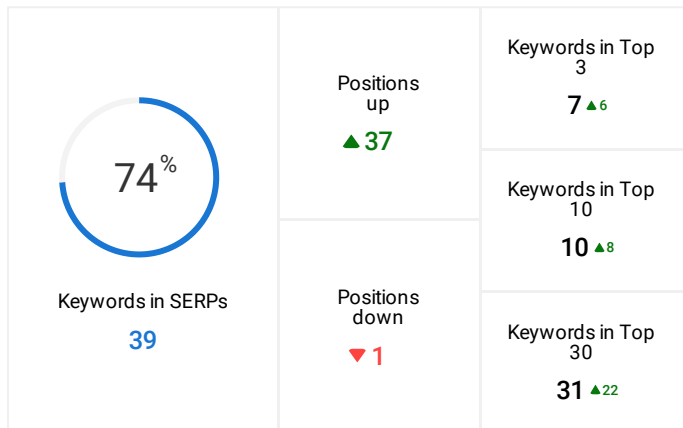 74%
Keywords in SERPs
39
Positions
up
37
Positions
down
1
Keywords in Top
3
7 6
Keywords in Top
10
10 8
Keywords in Top
30
31 22